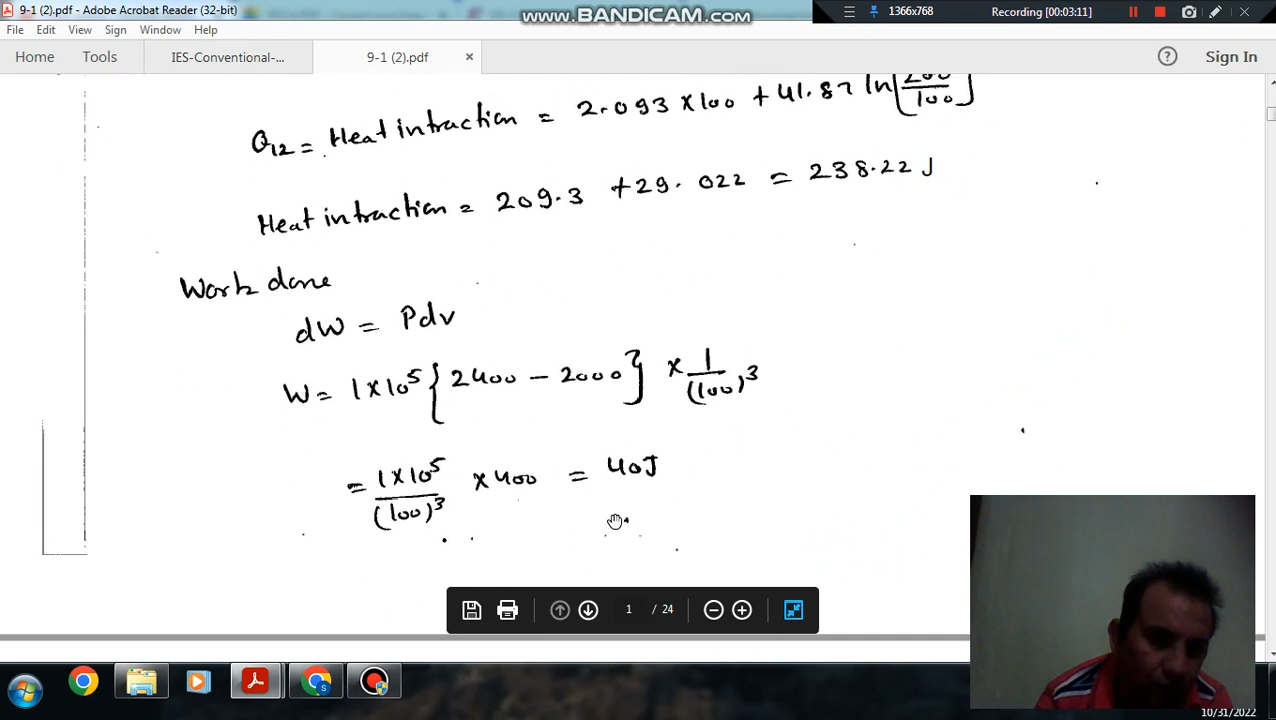 9-1 (2).pdf - Adobe Acrobat Reader (32-bit)
www.BANDICAM.com
1366x768
Recording [00:03:11]
File Edit View Sign Window Help
Home Tools IES-Conventional-... 9-1 (2).pdf × ? Sign In
Q12 = Heat intraction = 2.093 x100 + 41.87 ln[200/100]
Heat intraction = 209.3 +29.022 = 238.22 J
Work done
dW = Pdv
W = 1X10^5 {2400 - 2000} x 1/(100)^3
= 1X10^5/(100)^3 x400 = 40J
1 / 24
10/31/2022